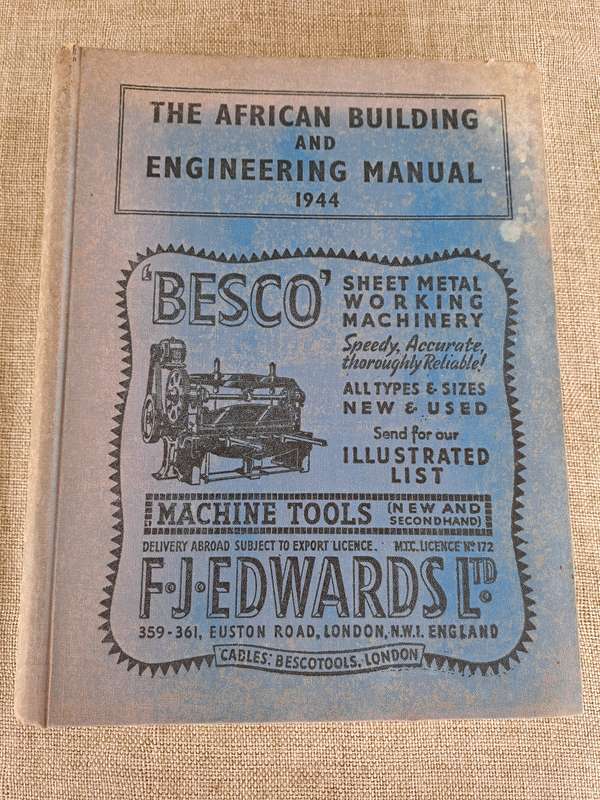 THE AFRICAN BUILDING
AND
ENGINEERING MANUAL
1944
'BESCO'
SHEET METAL
WORKING
MACHINERY
Speedy, Accurate,
thoroughly Reliable!
ALL TYPES & SIZES
NEW & USED
Send for our
ILLUSTRATED
LIST
MACHINE TOOLS (NEW AND
SECONDHAND)
DELIVERY ABROAD SUBJECT TO EXPORT LICENCE. M.T.C. LICENCE No 172
F·J·EDWARDS LTD.
359-361, EUSTON ROAD, LONDON, N.W.1. ENGLAND
CABLES: BESCOTOOLS, LONDON